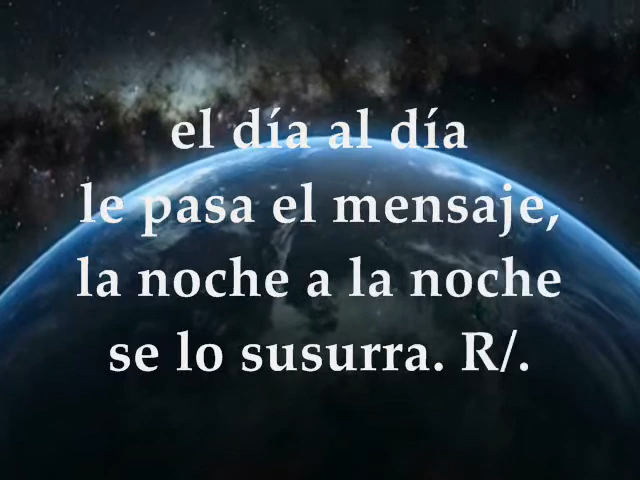 el día al día
le pasa el mensaje,
la noche a la noche
se lo susurra. R/.